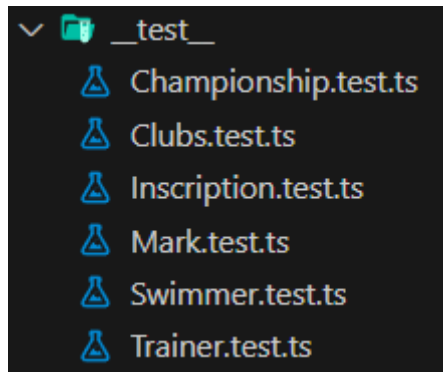 __test__
Championship.test.ts
Clubs.test.ts
Inscription.test.ts
Mark.test.ts
Swimmer.test.ts
Trainer.test.ts